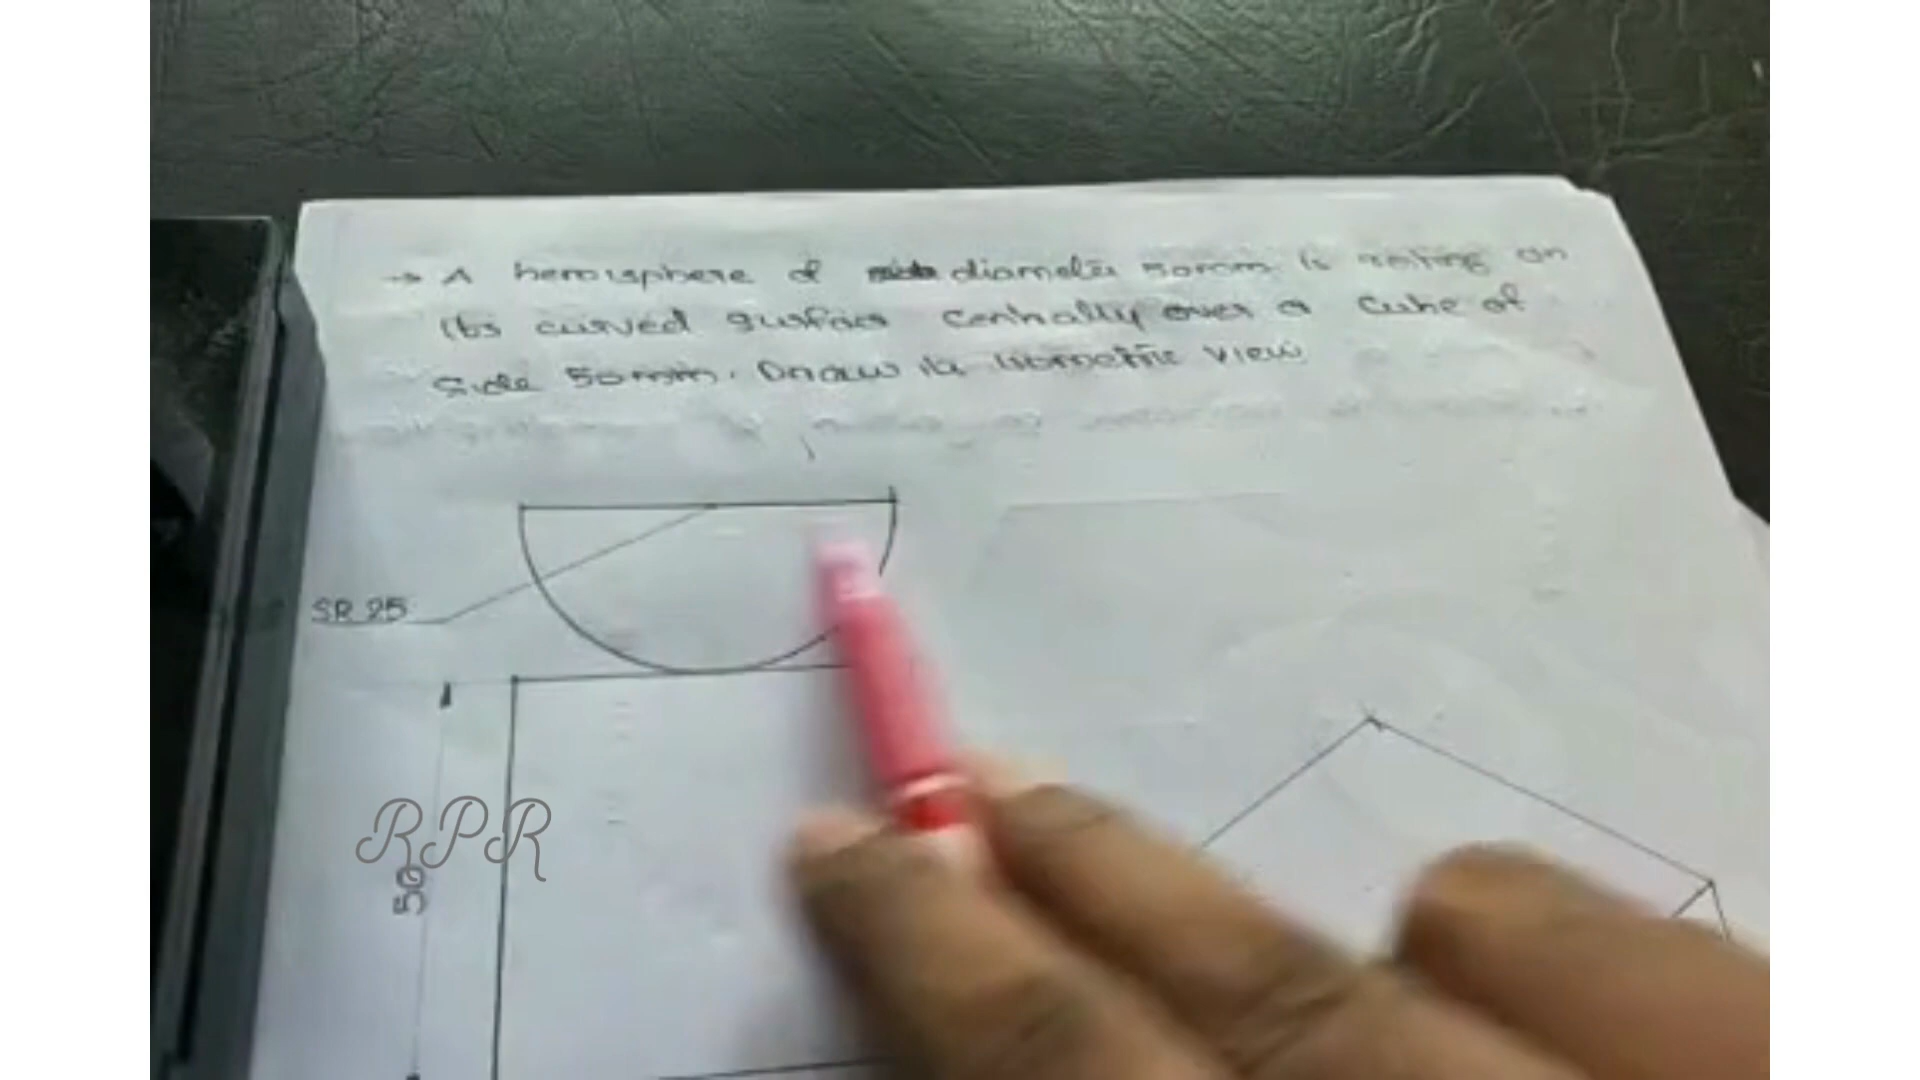 → A hemisphere of diameter 50mm is resting on
its curved surface centrally over a cube of
side 50mm. Draw its isometric view
SR 25
RPR
50